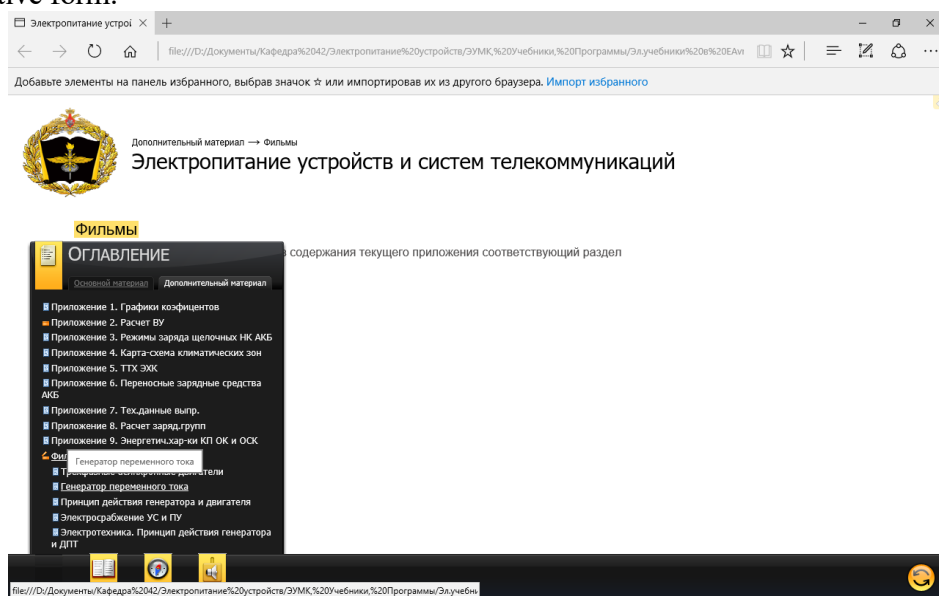 ive form.
Электропитание устрої
file:///D:/Документы/Кафедра%2042/Электропитание%20устройств/ЭУМК,%20Учебники,%20Программы/Эл.учебники%20в%20EAvt
Добавьте элементы на панель избранного, выбрав значок ☆ или импортировав их из другого браузера. Импорт избранного
Дополнительный материал → Фильмы
Электропитание устройств и систем телекоммуникаций
Фильмы
ОГЛАВЛЕНИЕ
содержания текущего приложения соответствующий раздел
Основной материал Дополнительный материал
Приложение 1. Графики коэфицентов
Приложение 2. Расчет ВУ
Приложение 3. Режимы заряда щелочных НК АКБ
Приложение 4. Карта-схема климатических зон
Приложение 5. ТТХ ЭХК
Приложение 6. Переносные зарядные средства
АКБ
Приложение 7. Тех.данные выпр.
Приложение 8. Расчет заряд.групп
Приложение 9. Энергетич.хар-ки КП ОК и ОСК
Генератор переменного тока
Генератор переменного тока
Принцип действия генератора и двигателя
Электросрабжение УС и ПУ
Электротехника. Принцип действия генератора
и ДПТ
file:///D:/Документы/Кафедра%2042/Электропитание%20устройств/ЭУМК,%20Учебники,%20Программы/Эл.учебн